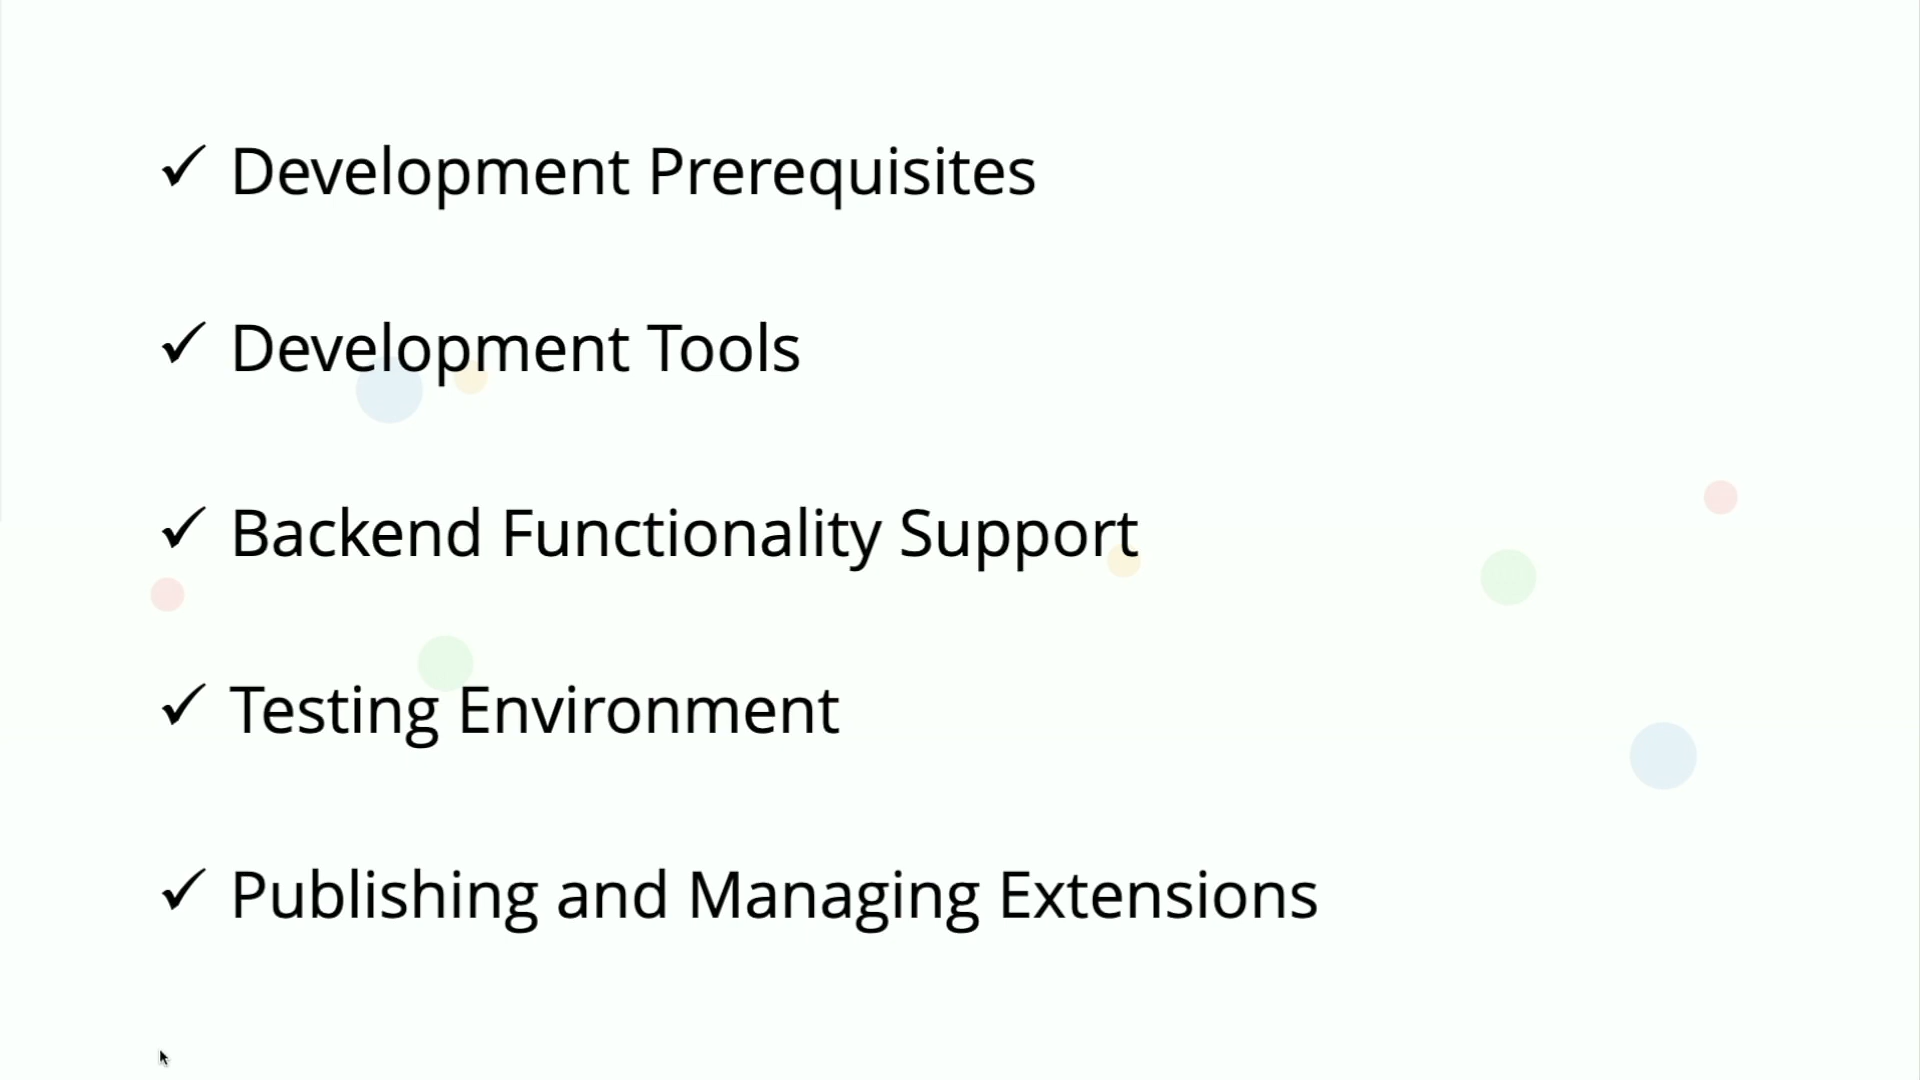 ✓ Development Prerequisites
✓ Development Tools
✓ Backend Functionality Support
✓ Testing Environment
✓ Publishing and Managing Extensions